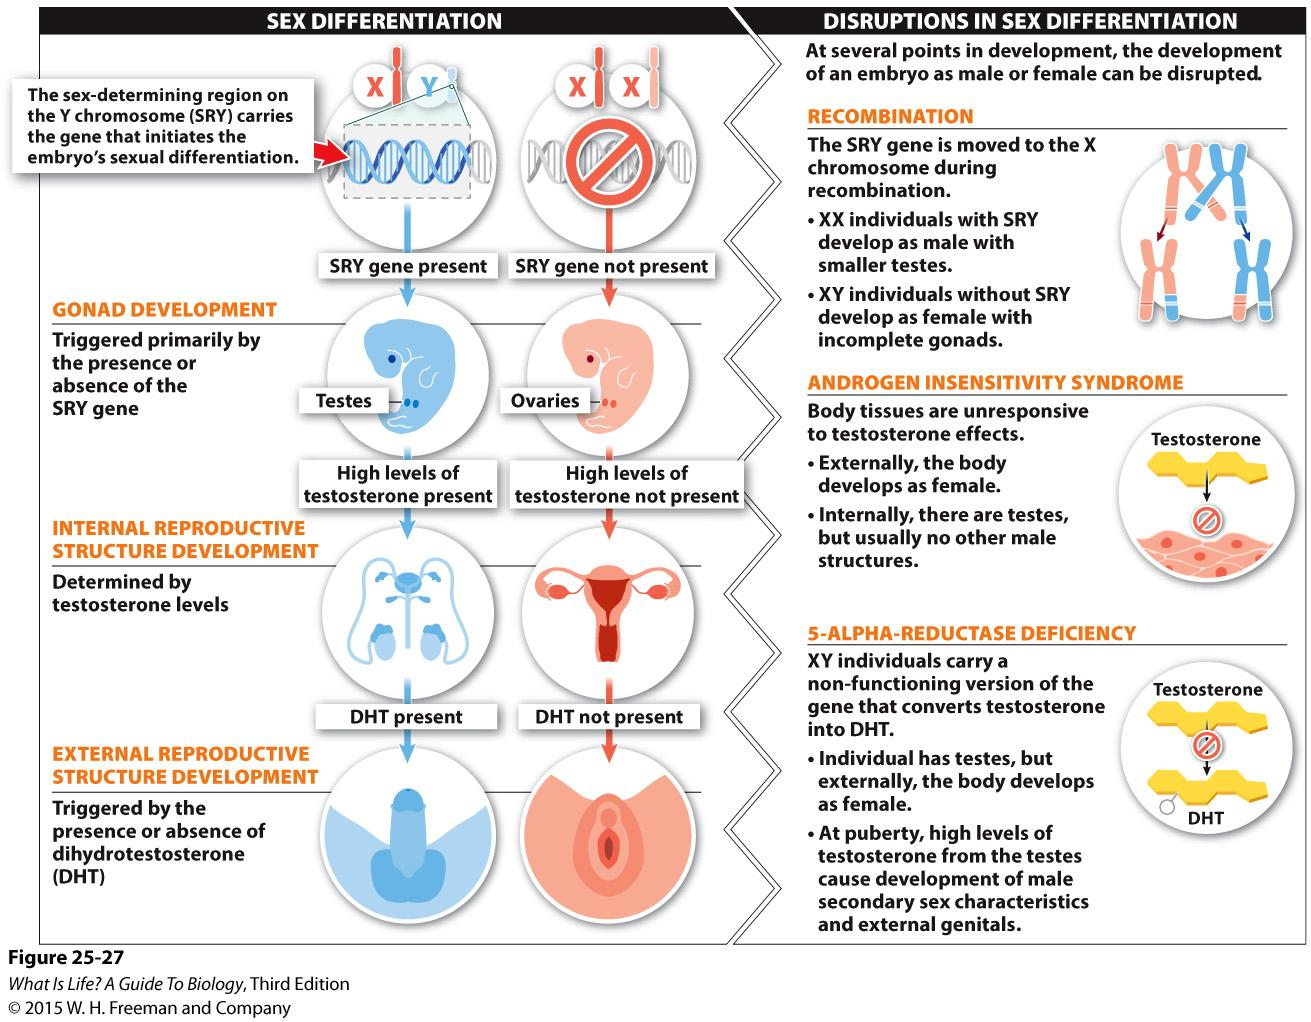 SEX DIFFERENTIATION
X
Y
X
X
The sex-determining region on
the Y chromosome (SRY) carries
the gene that initiates the
embryo's sexual differentiation.
SRY gene present
SRY gene not present
GONAD DEVELOPMENT
Triggered primarily by
the presence or
absence of the
SRY gene
Testes
Ovaries
High levels of
testosterone present
High levels of
testosterone not present
INTERNAL REPRODUCTIVE
STRUCTURE DEVELOPMENT
Determined by
testosterone levels
DHT present
DHT not present
EXTERNAL REPRODUCTIVE
STRUCTURE DEVELOPMENT
Triggered by the
presence or absence of
dihydrotestosterone
(DHT)
DISRUPTIONS IN SEX DIFFERENTIATION
At several points in development, the development
of an embryo as male or female can be disrupted.
RECOMBINATION
The SRY gene is moved to the X
chromosome during
recombination.
• XX individuals with SRY
develop as male with
smaller testes.
• XY individuals without SRY
develop as female with
incomplete gonads.
ANDROGEN INSENSITIVITY SYNDROME
Body tissues are unresponsive
to testosterone effects.
• Externally, the body
develops as female.
• Internally, there are testes,
but usually no other male
structures.
Testosterone
5-ALPHA-REDUCTASE DEFICIENCY
XY individuals carry a
non-functioning version of the
gene that converts testosterone
into DHT.
• Individual has testes, but
externally, the body develops
as female.
• At puberty, high levels of
testosterone from the testes
cause development of male
secondary sex characteristics
and external genitals.
Testosterone
DHT
Figure 25-27
What Is Life? A Guide To Biology, Third Edition
© 2015 W. H. Freeman and Company